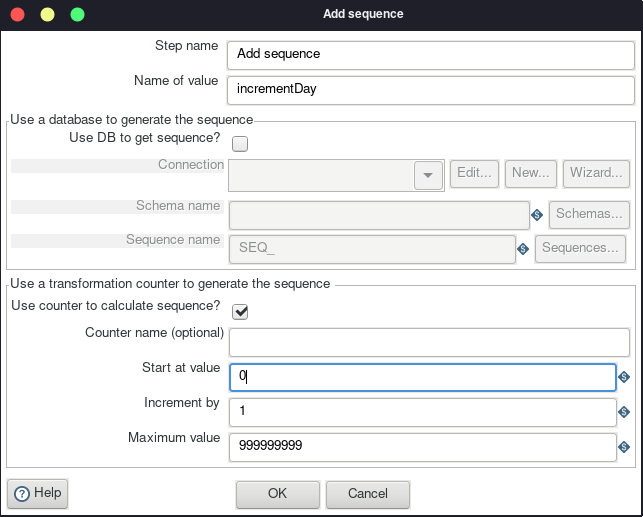 Add sequence
Step name Add sequence
Name of value incrementDay
Use a database to generate the sequence
Use DB to get sequence?
Connection Edit... New... Wizard...
Schema name Schemas...
Sequence name SEQ_ Sequences...
Use a transformation counter to generate the sequence
Use counter to calculate sequence?
Counter name (optional)
Start at value 0
Increment by 1
Maximum value 999999999
Help OK Cancel